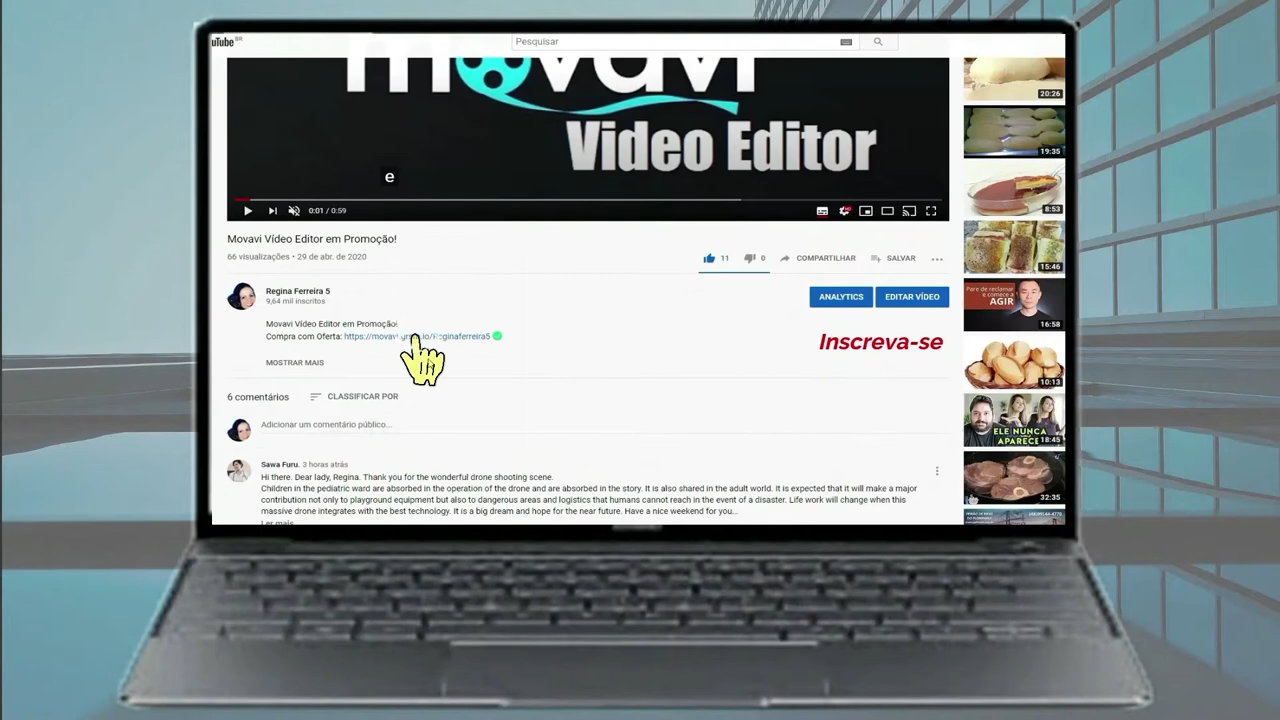 uTube BR
Pesquisar
movavi
Video Editor
e
0:01 / 0:59
Movavi Vídeo Editor em Promoção!
66 visualizações • 29 de abr. de 2020
11
0
COMPARTILHAR
SALVAR
Regina Ferreira 5
9,64 mil inscritos
ANALYTICS
EDITAR VÍDEO
Movavi Vídeo Editor em Promoção!
Compra com Oferta:
Inscreva-se
MOSTRAR MAIS
6 comentários
CLASSIFICAR POR
Adicionar um comentário público...
Sawa Furu. 3 horas atrás
Hi there. Dear lady, Regina. Thank you for the wonderful drone shooting scene.
Children in the pediatric ward are absorbed in the operation of the drone and are absorbed in the story. It is also shared in the adult world. It is expected that it will make a major
contribution not only to playground equipment but also to dangerous areas and logistics that humans cannot reach in the event of a disaster. Life work will change when this
massive drone integrates with the best technology. It is a big dream and hope for the near future. Have a nice weekend for you...
Ler mais
20:26
19:35
8:53
15:46
Pare de reclamar
e comece a
AGIR
16:58
10:13
ELE NUNCA
APARECE
18:45
32:35